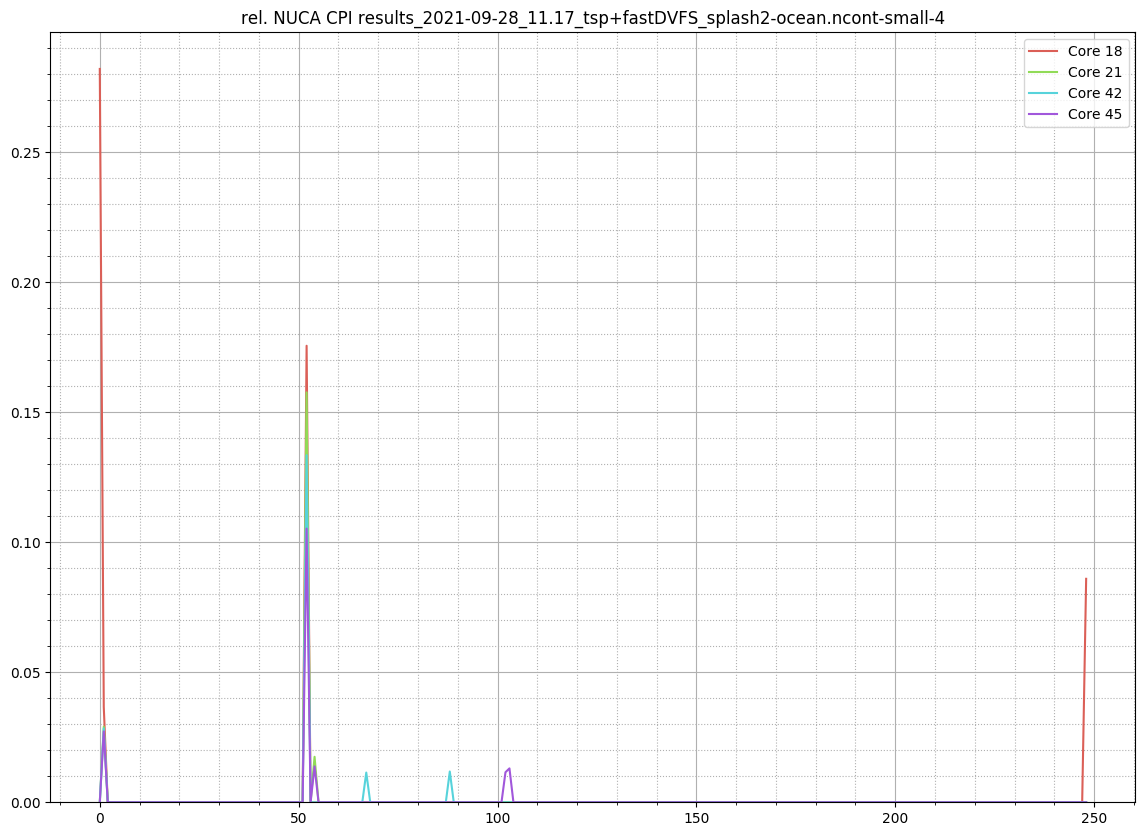 rel. NUCA CPI results_2021-09-28_11.17_tsp+fastDVFS_splash2-ocean.ncont-small-4
Core 18
Core 21
Core 42
Core 45
0.25
0.20
0.15
0.10
0.05
0.00
0 50 100 150 200 250